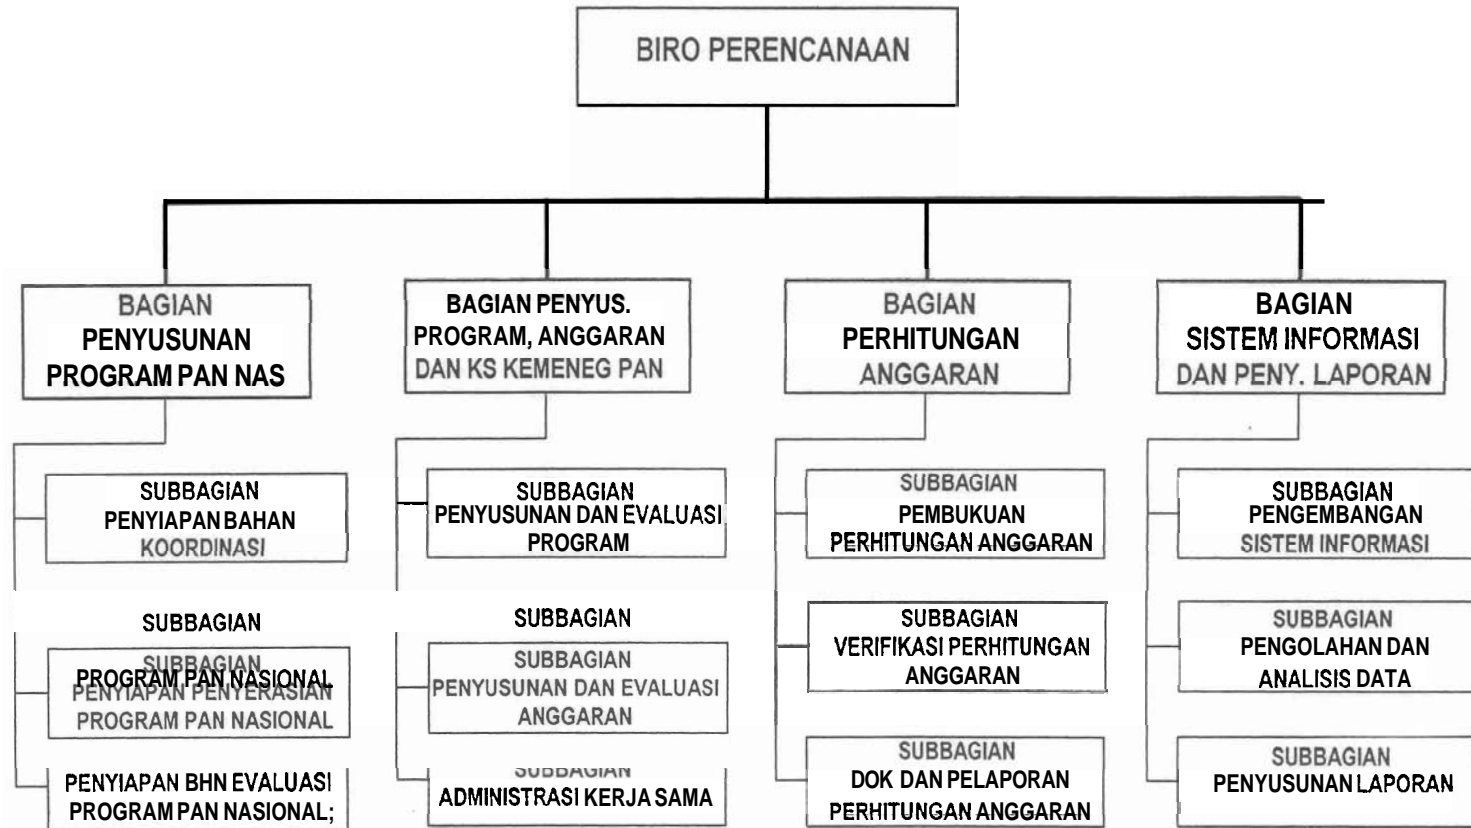 BIRO PERENCANAAN
BAGIAN
PENYUSUNAN
PROGRAM PAN NAS
BAGIAN PENYUS.
PROGRAM, ANGGARAN
DAN KS KEMENEG PAN
BAGIAN
PERHITUNGAN
ANGGARAN
BAGIAN
SISTEM INFORMASI
DAN PENY. LAPORAN
SUBBAGIAN
PENYIAPAN BAHAN
KOORDINASI
SUBBAGIAN
SUBBAGIAN
PROGRAM PAN NASIONAL
PENYIAPAN PENYERASIAN
PROGRAM PAN NASIONAL
PENYIAPAN BHN EVALUASI
PROGRAM PAN NASIONAL;
SUBBAGIAN
PENYUSUNAN DAN EVALUASI
PROGRAM
SUBBAGIAN
SUBBAGIAN
PENYUSUNAN DAN EVALUASI
ANGGARAN
SUBBAGIAN
ADMINISTRASI KERJA SAMA
SUBBAGIAN
PEMBUKUAN
PERHITUNGAN ANGGARAN
SUBBAGIAN
VERIFIKASI PERHITUNGAN
ANGGARAN
SUBBAGIAN
DOK DAN PELAPORAN
PERHITUNGAN ANGGARAN
SUBBAGIAN
PENGEMBANGAN
SISTEM INFORMASI
SUBBAGIAN
PENGOLAHAN DAN
ANALISIS DATA
SUBBAGIAN
PENYUSUNAN LAPORAN